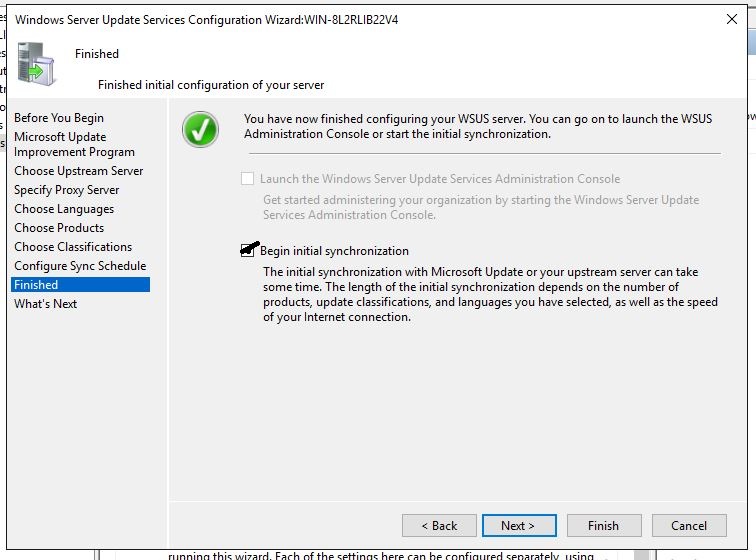 Windows Server Update Services Configuration Wizard:WIN-8L2RLIB22V4
Finished
Finished initial configuration of your server
Before You Begin
Microsoft Update
Improvement Program
Choose Upstream Server
Specify Proxy Server
Choose Languages
Choose Products
Choose Classifications
Configure Sync Schedule
Finished
What's Next
You have now finished configuring your WSUS server. You can go on to launch the WSUS
Administration Console or start the initial synchronization.
Launch the Windows Server Update Services Administration Console
Get started administering your organization by starting the Windows Server Update
Services Administration Console.
Begin initial synchronization
The initial synchronization with Microsoft Update or your upstream server can take
some time. The length of the initial synchronization depends on the number of
products, update classifications, and languages you have selected, as well as the speed
of your Internet connection.
< Back
Next >
Finish
Cancel
running this wizard. Each of the settings here can be configured separately, using